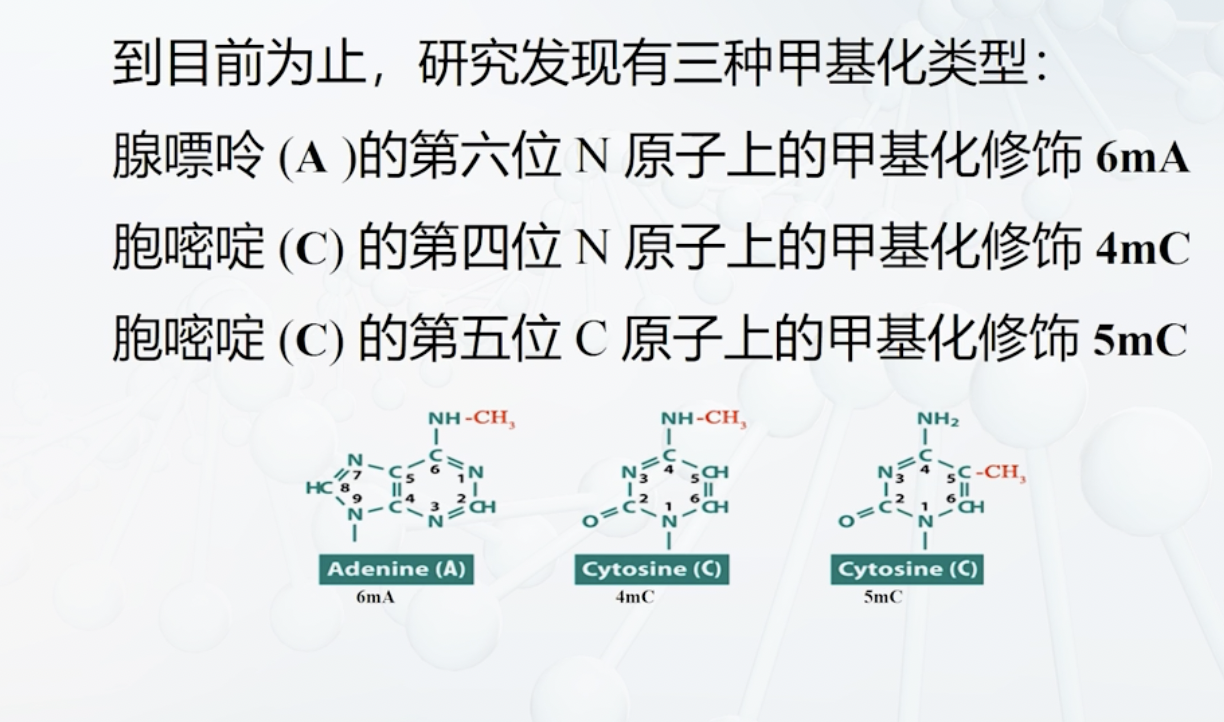 到目前为止，研究发现有三种甲基化类型：
腺嘌呤 (A )的第六位 N 原子上的甲基化修饰 6mA
胞嘧啶 (C) 的第四位 N 原子上的甲基化修饰 4mC
胞嘧啶 (C) 的第五位 C 原子上的甲基化修饰 5mC
NH-CH₃
N 7 C 5 C 6 N 1
HC 8 9 4 3 2 CH
N C N
Adenine (A)
6mA
NH-CH₃
N 3 C 4 5 CH
O C 2 1 6 CH
N
Cytosine (C)
4mC
NH₂
N 3 C 4 5 C-CH₃
O C 2 1 6 CH
N
Cytosine (C)
5mC